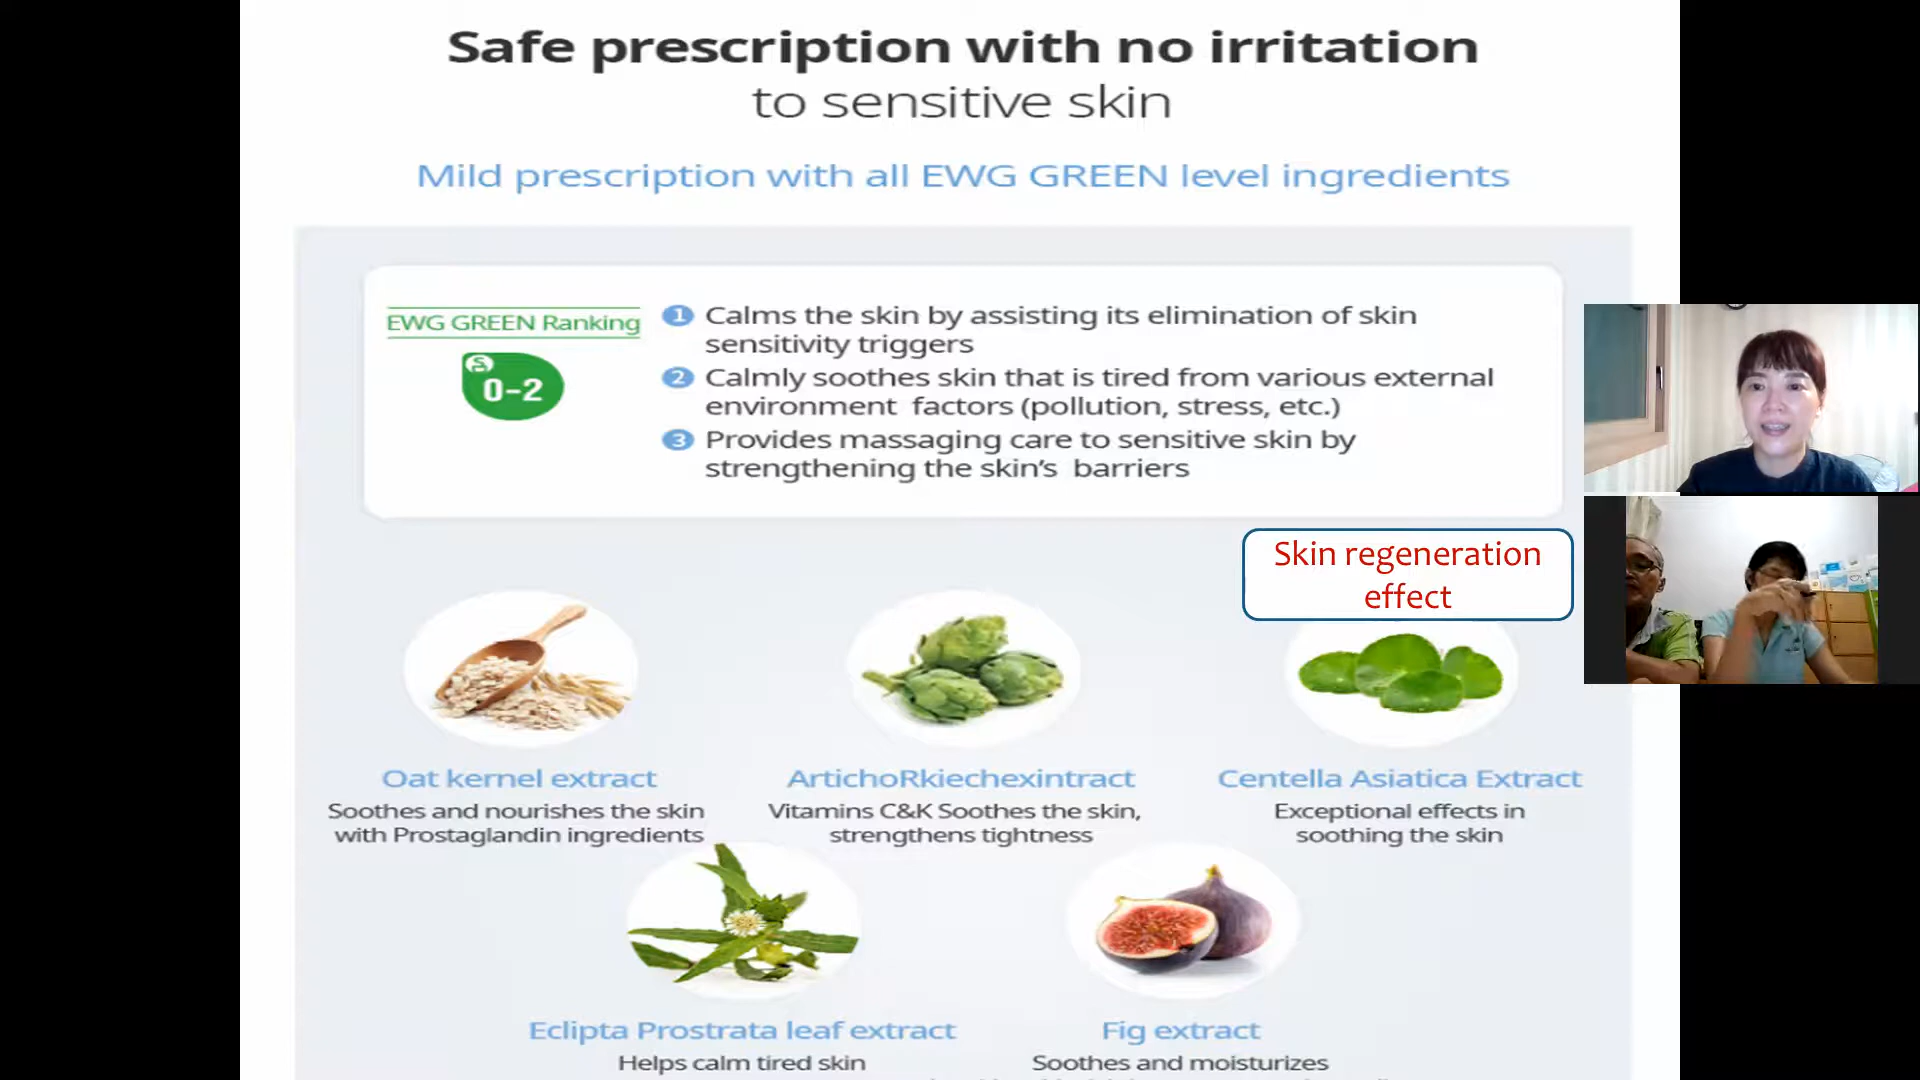 Safe prescription with no irritation
to sensitive skin
Mild prescription with all EWG GREEN level ingredients
EWG GREEN Ranking
0-2
1 Calms the skin by assisting its elimination of skin
sensitivity triggers
2 Calmly soothes skin that is tired from various external
environment factors (pollution, stress, etc.)
3 Provides massaging care to sensitive skin by
strengthening the skin's barriers
Skin regeneration
effect
Oat kernel extract
Soothes and nourishes the skin
with Prostaglandin ingredients
ArtichoRkiechexintract
Vitamins C&K Soothes the skin,
strengthens tightness
Centella Asiatica Extract
Exceptional effects in
soothing the skin
Eclipta Prostrata leaf extract
Helps calm tired skin
Fig extract
Soothes and moisturizes